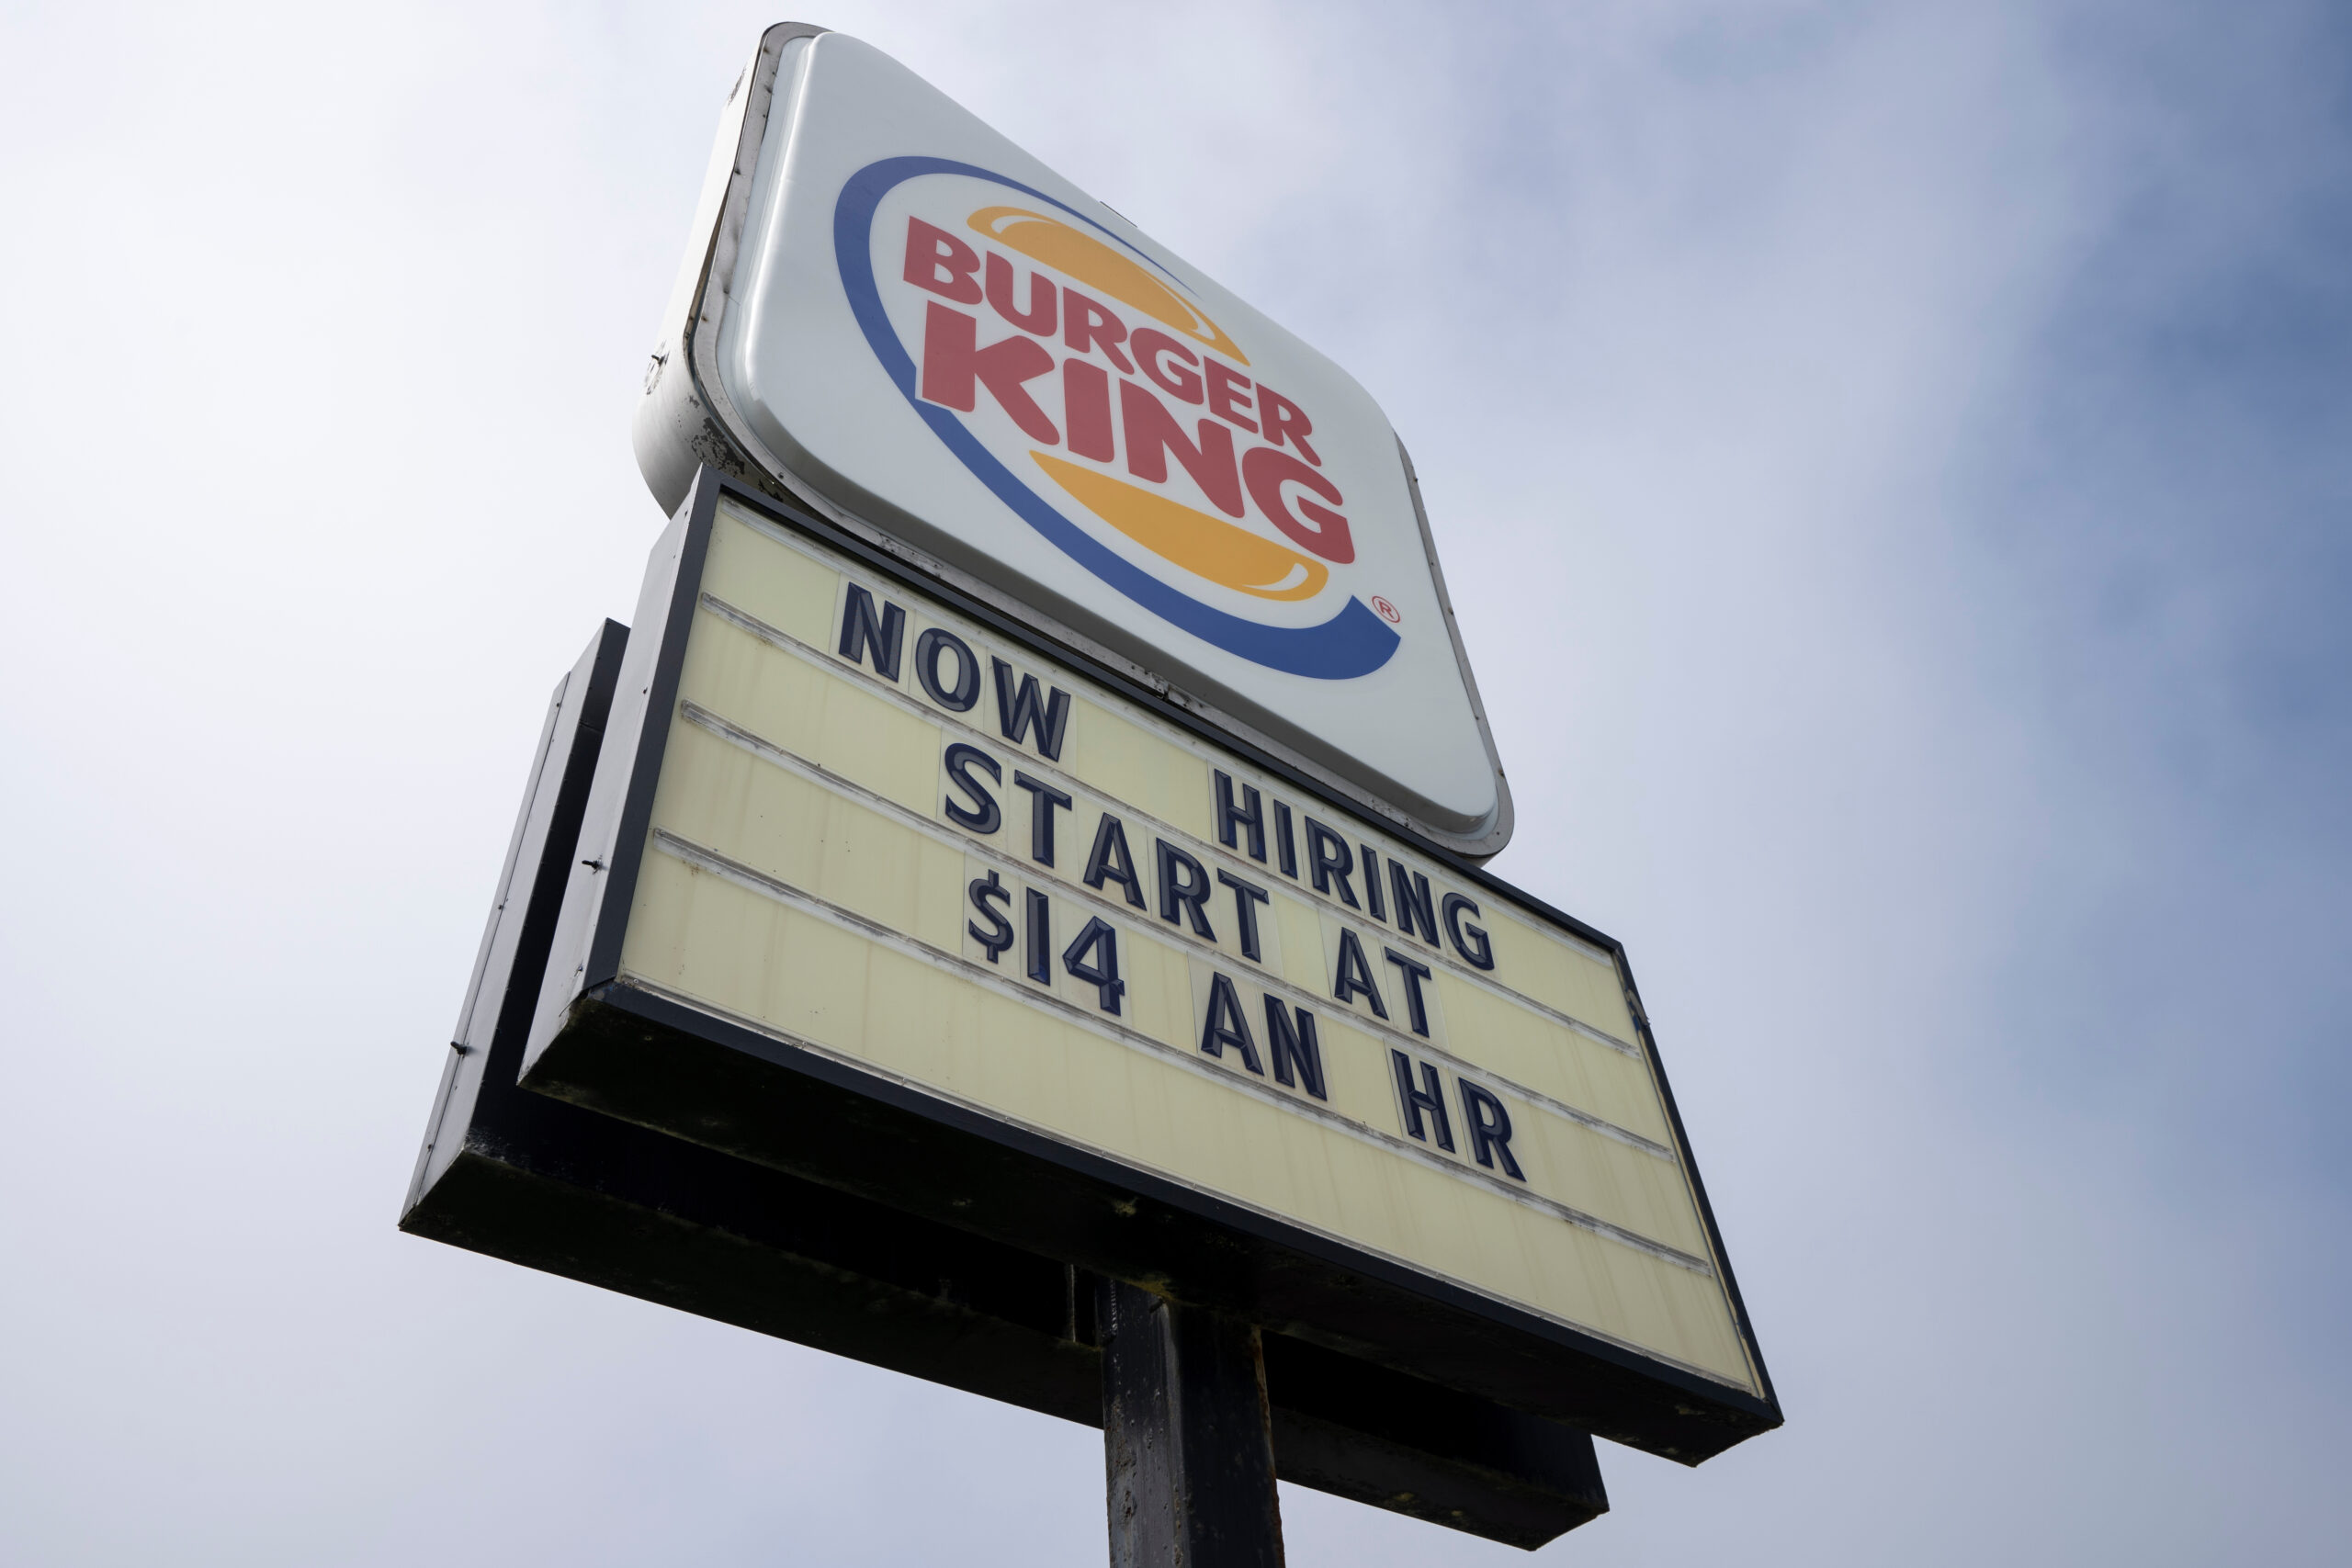 BURGER
KING
®
NOW HIRING
START AT
$14 AN HR